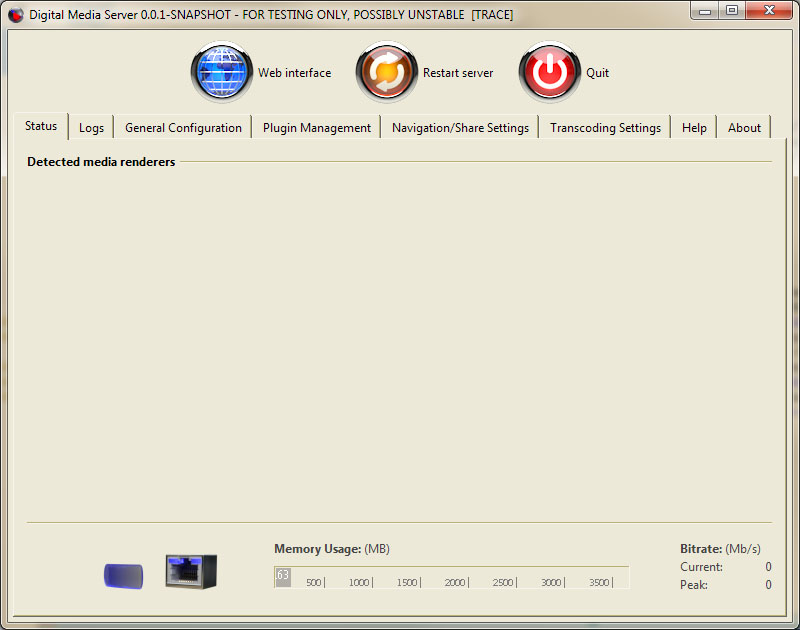 Digital Media Server 0.0.1-SNAPSHOT - FOR TESTING ONLY, POSSIBLY UNSTABLE [TRACE]
Web interface Restart server Quit
Status Logs General Configuration Plugin Management Navigation/Share Settings Transcoding Settings Help About
Detected media renderers
Memory Usage: (MB)
63 500 1000 1500 2000 2500 3000 3500
Bitrate: (Mb/s)
Current: 0
Peak: 0